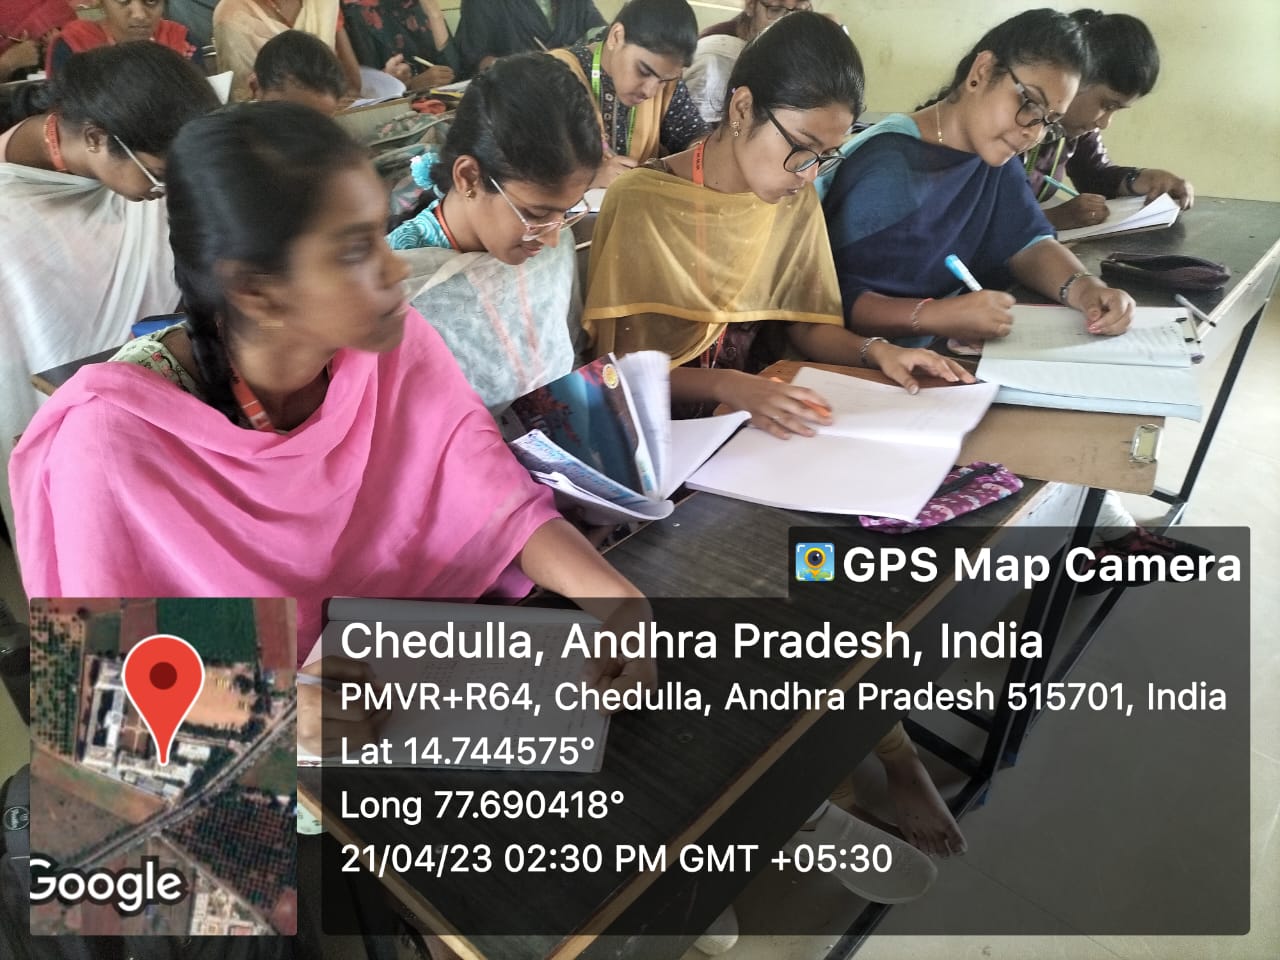 GPS Map Camera
Chedulla, Andhra Pradesh, India
PMVR+R64, Chedulla, Andhra Pradesh 515701, India
Lat 14.744575°
Long 77.690418°
21/04/23 02:30 PM GMT +05:30
Google